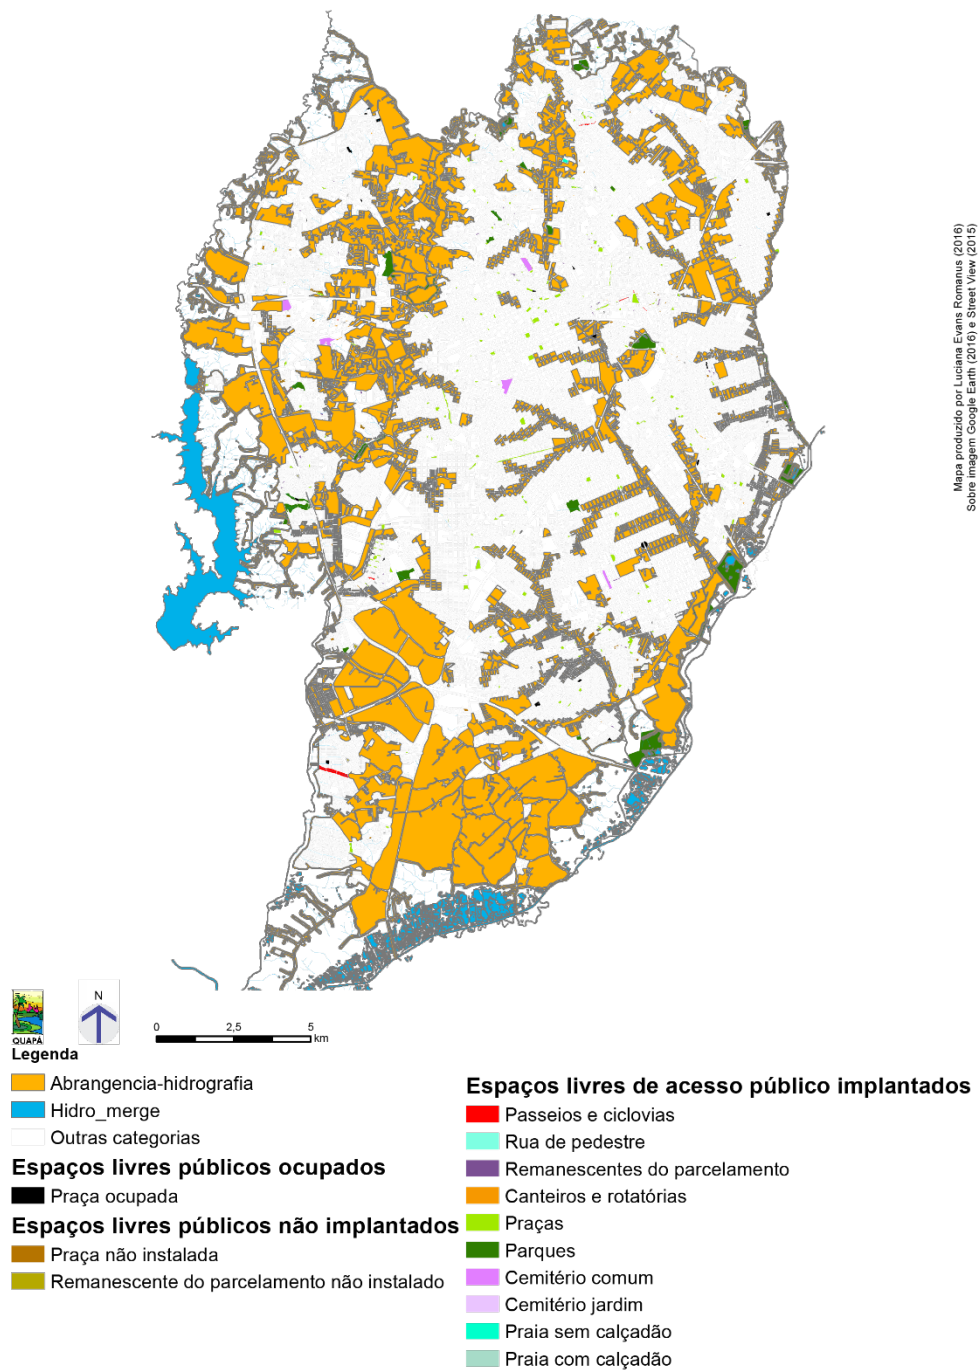 Mapa produzido por Luciana Evans Romanus (2016)
Sobre imagem Google Earth (2016) e Street View (2015)
N
QUAPÁ
0 2,5 5
km
Legenda
Abrangencia-hidrografia
Hidro_merge
Outras categorias
Espaços livres públicos ocupados
Praça ocupada
Espaços livres públicos não implantados
Praça não instalada
Remanescente do parcelamento não instalado
Espaços livres de acesso público implantados
Passeios e ciclovias
Rua de pedestre
Remanescentes do parcelamento
Canteiros e rotatórias
Praças
Parques
Cemitério comum
Cemitério jardim
Praia sem calçadão
Praia com calçadão